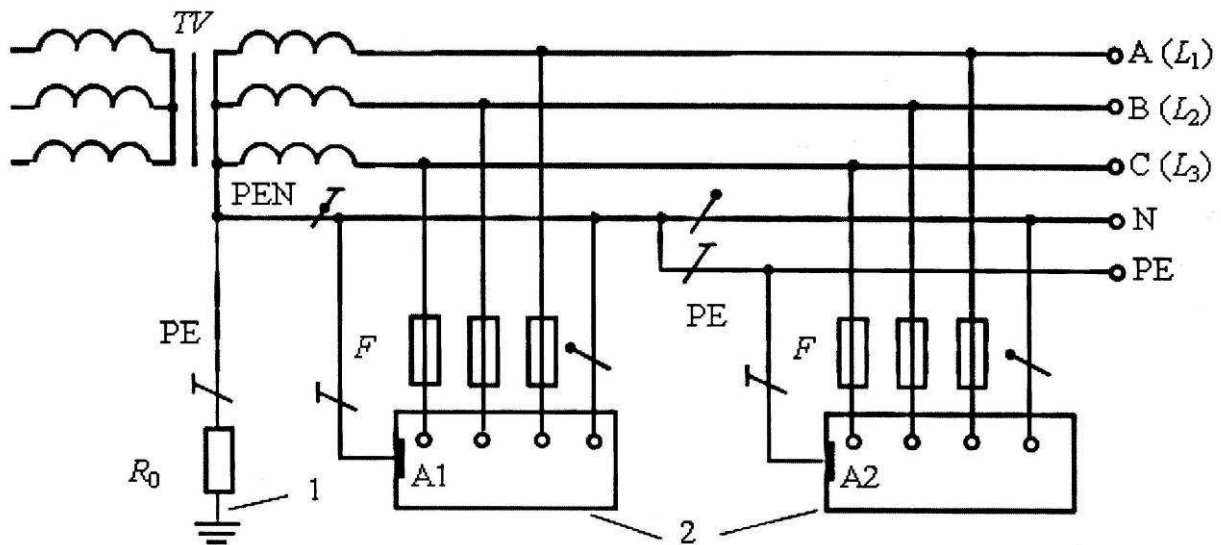 TV
A (L₁)
B (L₂)
C (L₃)
PEN
N
PE
PE
F
PE
F
R₀
1
A1
2
A2